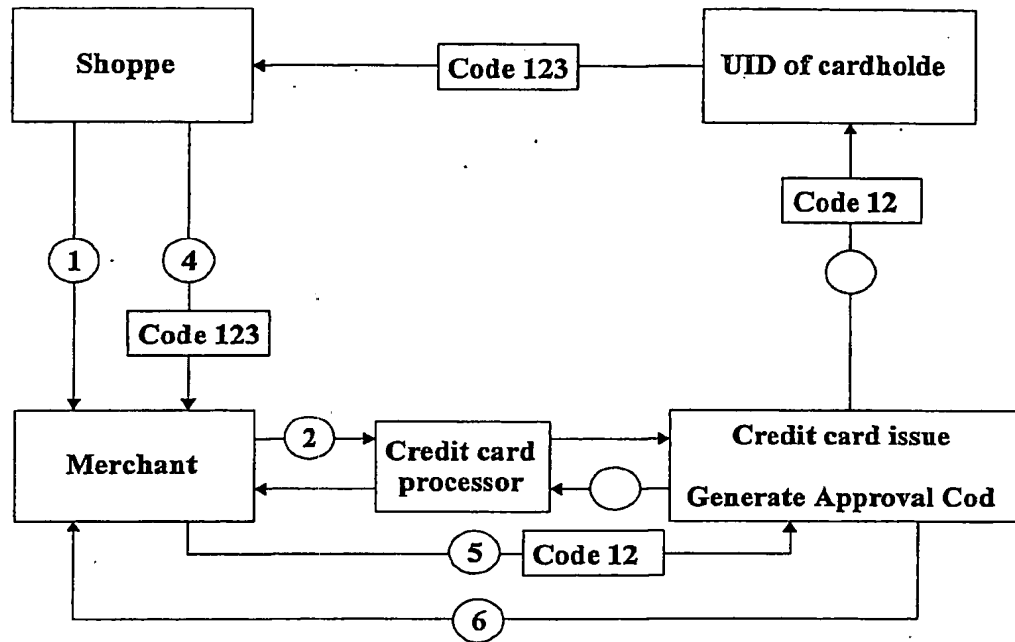 Shoppe
Code 123
UID of cardholde
Code 12
1
4
Code 123
Merchant
2
Credit card
processor
Credit card issue
Generate Approval Cod
5
Code 12
6